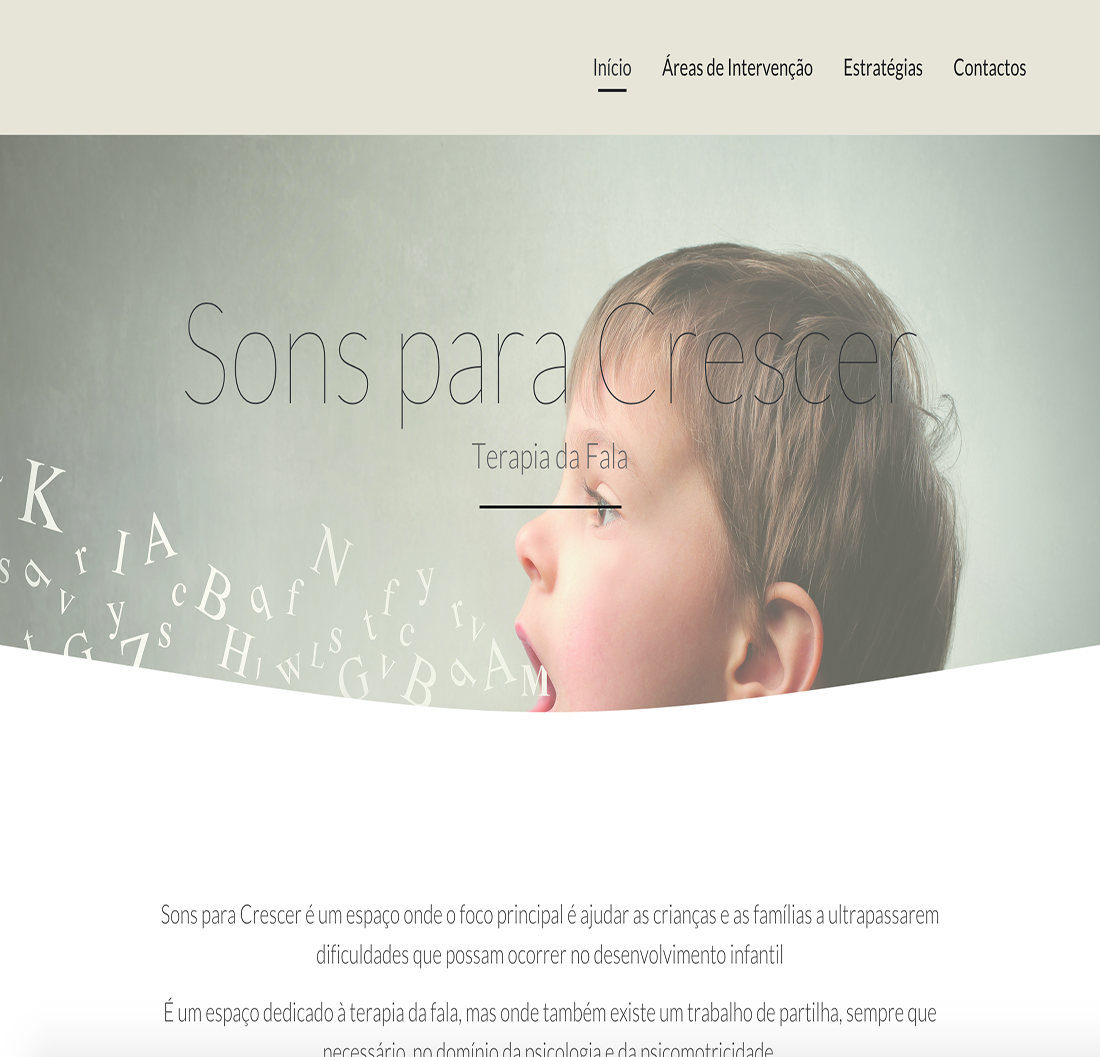 Início Áreas de Intervenção Estratégias Contactos
Sons para Crescer
Terapia da Fala
K
s q r I A
v y c B q f N
t G Z s H l w L s t f y
G v c B q A r v M
Sons para Crescer é um espaço onde o foco principal é ajudar as crianças e as famílias a ultrapassarem
dificuldades que possam ocorrer no desenvolvimento infantil
É um espaço dedicado à terapia da fala, mas onde também existe um trabalho de partilha, sempre que
necessário, no domínio da psicologia e da psicomotricidade